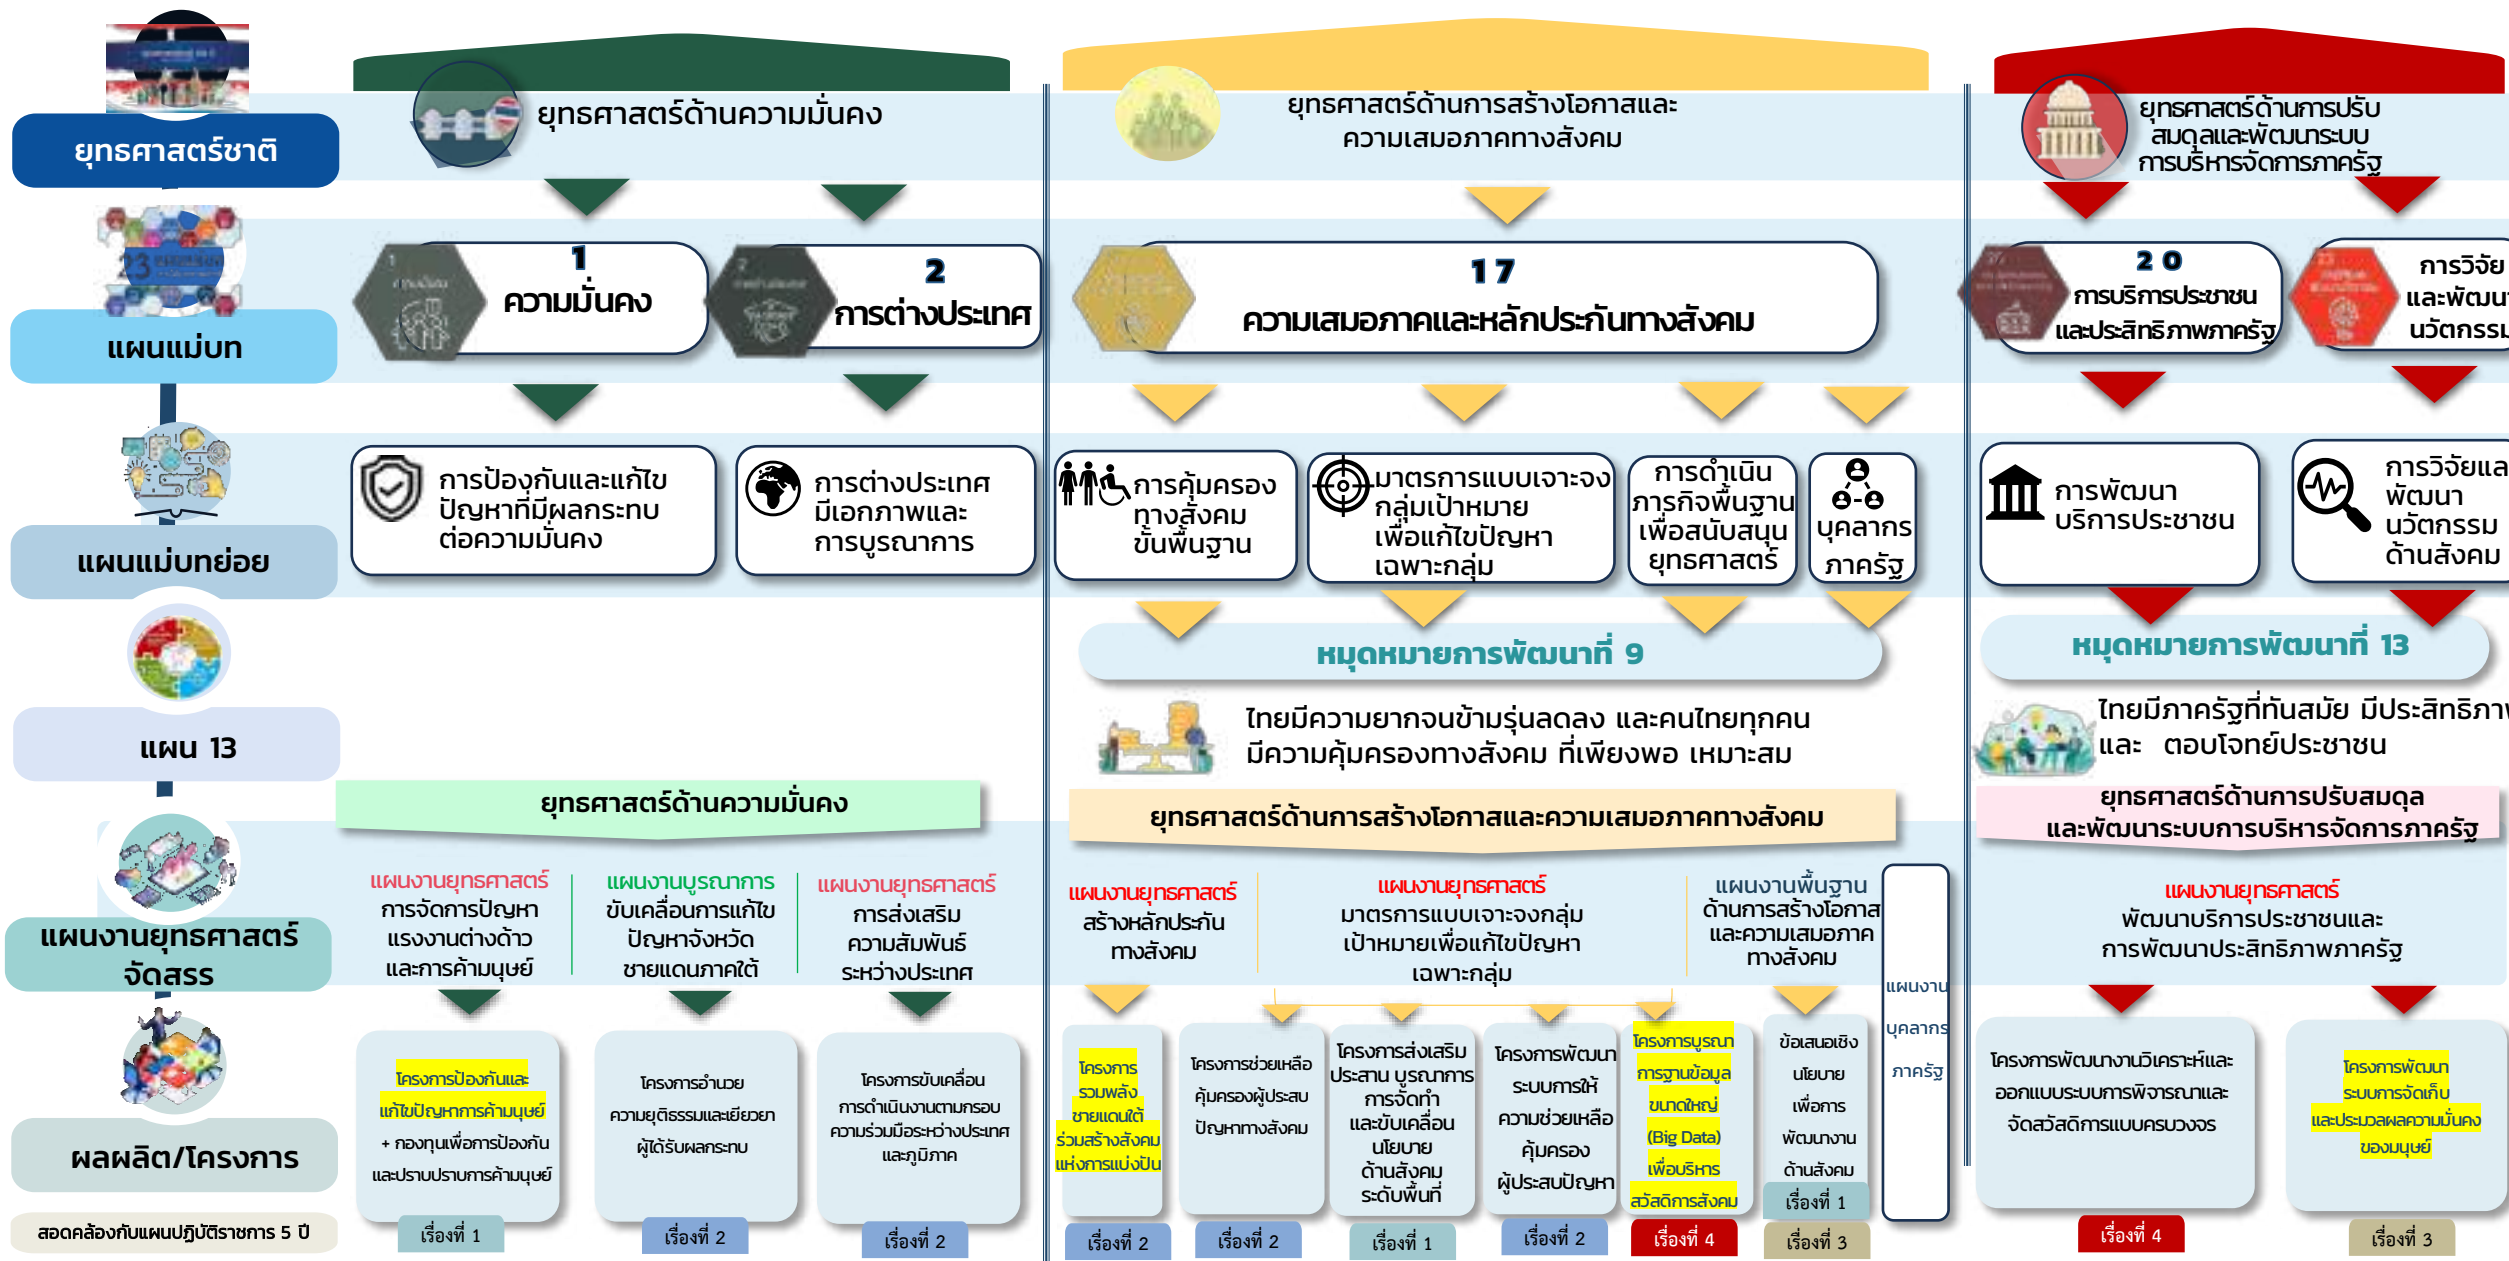 ยุทธศาสตร์ชาติ
ยุทธศาสตร์ด้านความมั่นคง
ยุทธศาสตร์ด้านการสร้างโอกาสและ
ความเสมอภาคทางสังคม
ยุทธศาสตร์ด้านการปรับ
สมดุลและพัฒนาระบบ
การบริหารจัดการภาครัฐ
23
แผนแม่บท
1
ความมั่นคง
2
การต่างประเทศ
17
ความเสมอภาคและหลักประกันทางสังคม
20
การบริการประชาชน
และประสิทธิภาพภาครัฐ
การวิจัย
และพัฒนา
นวัตกรรม
แผนแม่บทย่อย
การป้องกันและแก้ไข
ปัญหาที่มีผลกระทบ
ต่อความมั่นคง
การต่างประเทศ
มีเอกภาพและ
การบูรณาการ
การคุ้มครอง
ทางสังคม
ขั้นพื้นฐาน
มาตรการแบบเจาะจง
กลุ่มเป้าหมาย
เพื่อแก้ไขปัญหา
เฉพาะกลุ่ม
การดำเนิน
ภารกิจพื้นฐาน
เพื่อสนับสนุน
ยุทธศาสตร์
บุคลากร
ภาครัฐ
การพัฒนา
บริการประชาชน
การวิจัยและ
พัฒนา
นวัตกรรม
ด้านสังคม
แผน 13
หมุดหมายการพัฒนาที่ 9
ไทยมีความยากจนข้ามรุ่นลดลง และคนไทยทุกคน
มีความคุ้มครองทางสังคม ที่เพียงพอ เหมาะสม
หมุดหมายการพัฒนาที่ 13
ไทยมีภาครัฐที่ทันสมัย มีประสิทธิภาพ
และ ตอบโจทย์ประชาชน
แผนงานยุทธศาสตร์
จัดสรร
ยุทธศาสตร์ด้านความมั่นคง
แผนงานยุทธศาสตร์
การจัดการปัญหา
แรงงานต่างด้าว
และการค้ามนุษย์
แผนงานบูรณาการ
ขับเคลื่อนการแก้ไข
ปัญหาจังหวัด
ชายแดนภาคใต้
แผนงานยุทธศาสตร์
การส่งเสริม
ความสัมพันธ์
ระหว่างประเทศ
ยุทธศาสตร์ด้านการสร้างโอกาสและความเสมอภาคทางสังคม
แผนงานยุทธศาสตร์
สร้างหลักประกัน
ทางสังคม
แผนงานยุทธศาสตร์
มาตรการแบบเจาะจงกลุ่ม
เป้าหมายเพื่อแก้ไขปัญหา
เฉพาะกลุ่ม
แผนงานพื้นฐาน
ด้านการสร้างโอกาส
และความเสมอภาค
ทางสังคม
แผนงาน
บุคลากร
ภาครัฐ
ยุทธศาสตร์ด้านการปรับสมดุล
และพัฒนาระบบการบริหารจัดการภาครัฐ
แผนงานยุทธศาสตร์
พัฒนาบริการประชาชนและ
การพัฒนาประสิทธิภาพภาครัฐ
ผลผลิต/โครงการ
โครงการป้องกันและ
แก้ไขปัญหาการค้ามนุษย์
+ กองทุนเพื่อการป้องกัน
และปราบปราบการค้ามนุษย์
โครงการอำนวย
ความยุติธรรมและเยียวยา
ผู้ได้รับผลกระทบ
โครงการขับเคลื่อน
การดำเนินงานตามกรอบ
ความร่วมมือระหว่างประเทศ
และภูมิภาค
โครงการ
รวมพลัง
ชายแดนใต้
ร่วมสร้างสังคม
แห่งการแบ่งปัน
โครงการช่วยเหลือ
คุ้มครองผู้ประสบ
ปัญหาทางสังคม
โครงการส่งเสริม
ประสาน บูรณาการ
การจัดทำ
และขับเคลื่อน
นโยบาย
ด้านสังคม
ระดับพื้นที่
โครงการพัฒนา
ระบบการให้
ความช่วยเหลือ
คุ้มครอง
ผู้ประสบปัญหา
โครงการบูรณา
การฐานข้อมูล
ขนาดใหญ่
(Big Data)
เพื่อบริหาร
สวัสดิการสังคม
ข้อเสนอเชิง
นโยบาย
เพื่อการ
พัฒนางาน
ด้านสังคม
เรื่องที่ 1
โครงการพัฒนางานวิเคราะห์และ
ออกแบบระบบการพิจารณาและ
จัดสวัสดิการแบบครบวงจร
โครงการพัฒนา
ระบบการจัดเก็บ
และประมวลผลความมั่นคง
ของมนุษย์
สอดคล้องกับแผนปฏิบัติราชการ 5 ปี
เรื่องที่ 1
เรื่องที่ 2
เรื่องที่ 2
เรื่องที่ 2
เรื่องที่ 2
เรื่องที่ 1
เรื่องที่ 2
เรื่องที่ 4
เรื่องที่ 3
เรื่องที่ 4
เรื่องที่ 3